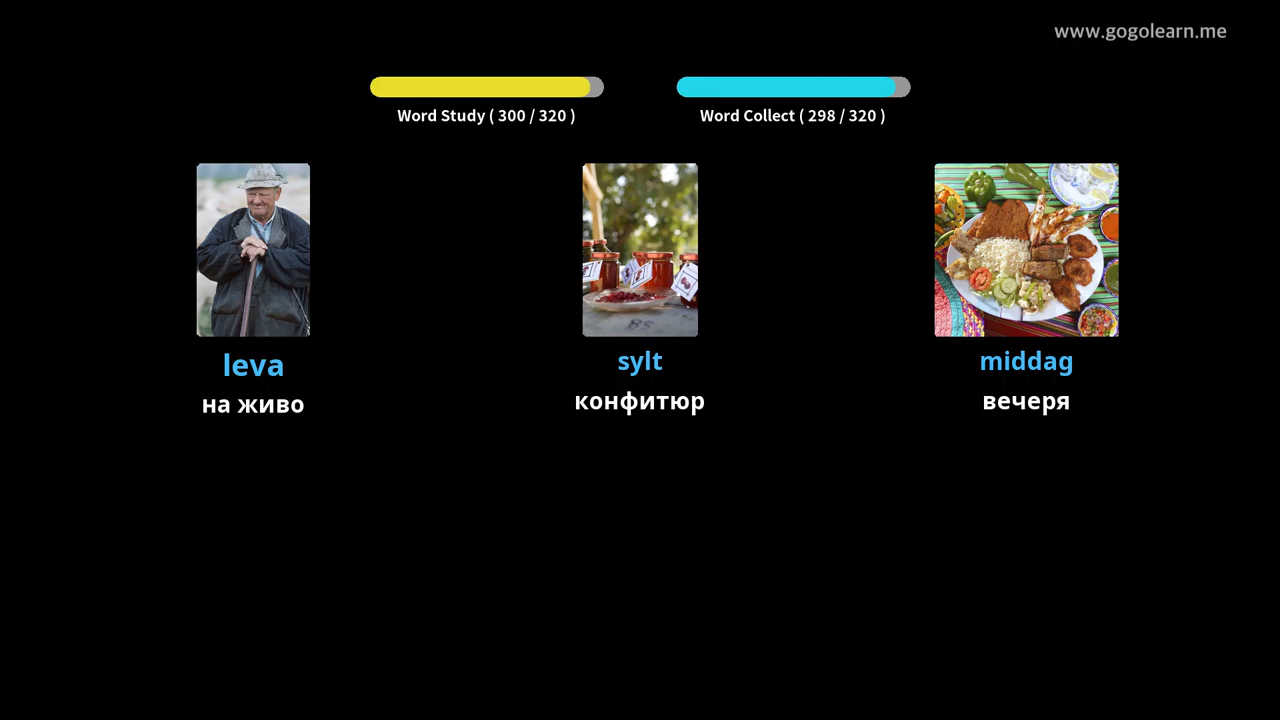 www.gogolearn.me
Word Study ( 300 / 320 )
Word Collect ( 298 / 320 )
leva
sylt
middag
на живо
конфитюр
вечеря